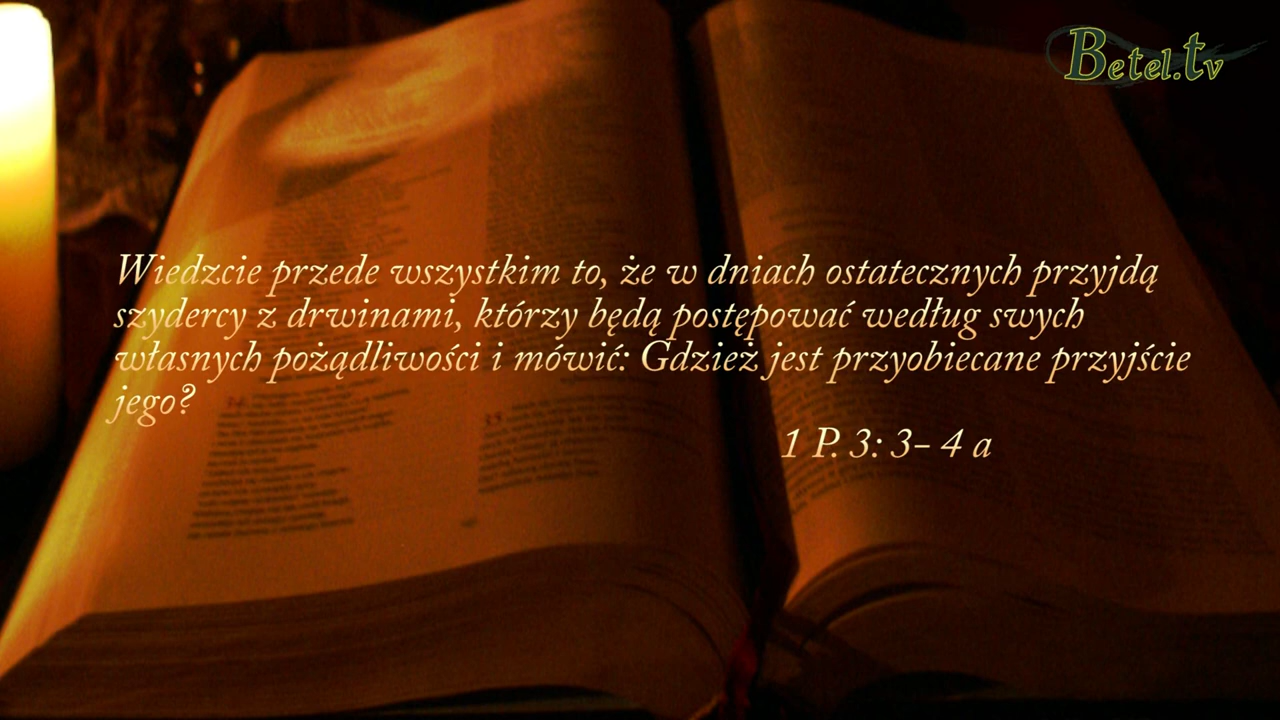 Betel.tv
Wiedzcie przede wszystkim to, że w dniach ostatecznych przyjdą
szydercy z drwinami, którzy będą postępować według swych
własnych pożądliwości i mówić: Gdzież jest przyobiecane przyjście
jego?
1 P. 3: 3– 4 a